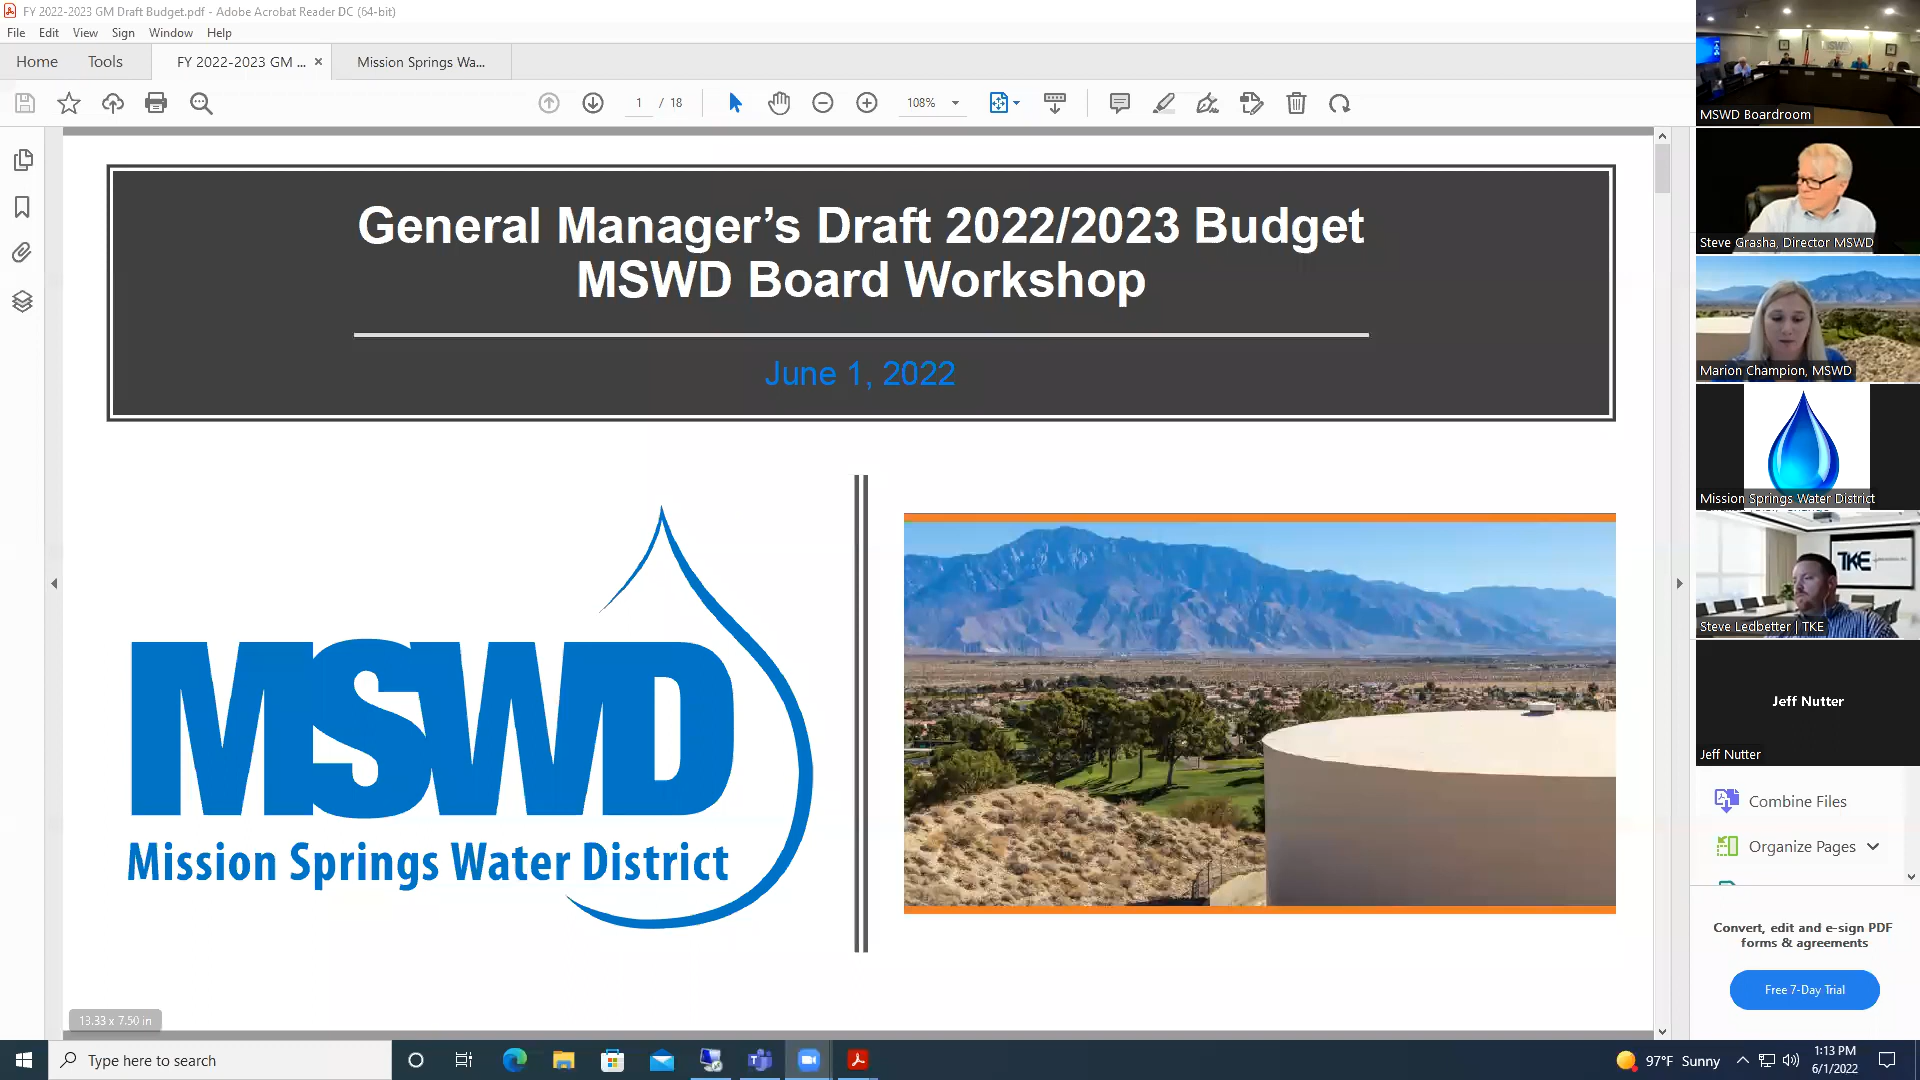 FY 2022-2023 GM Draft Budget.pdf - Adobe Acrobat Reader DC (64-bit)
File Edit View Sign Window Help
Home Tools FY 2022-2023 GM ... × Mission Springs Wa...
1 / 18 108%
General Manager’s Draft 2022/2023 Budget
MSWD Board Workshop
June 1, 2022
MSWD
Mission Springs Water District
13.33 x 7.50 in
MSWD Boardroom
Steve Grasha, Director MSWD
Marion Champion, MSWD
Mission Springs Water District
TKE
Steve Ledbetter | TKE
Jeff Nutter
Jeff Nutter
Combine Files
Organize Pages
Convert, edit and e-sign PDF
forms & agreements
Free 7-Day Trial
Type here to search
97°F Sunny
1:13 PM
6/1/2022